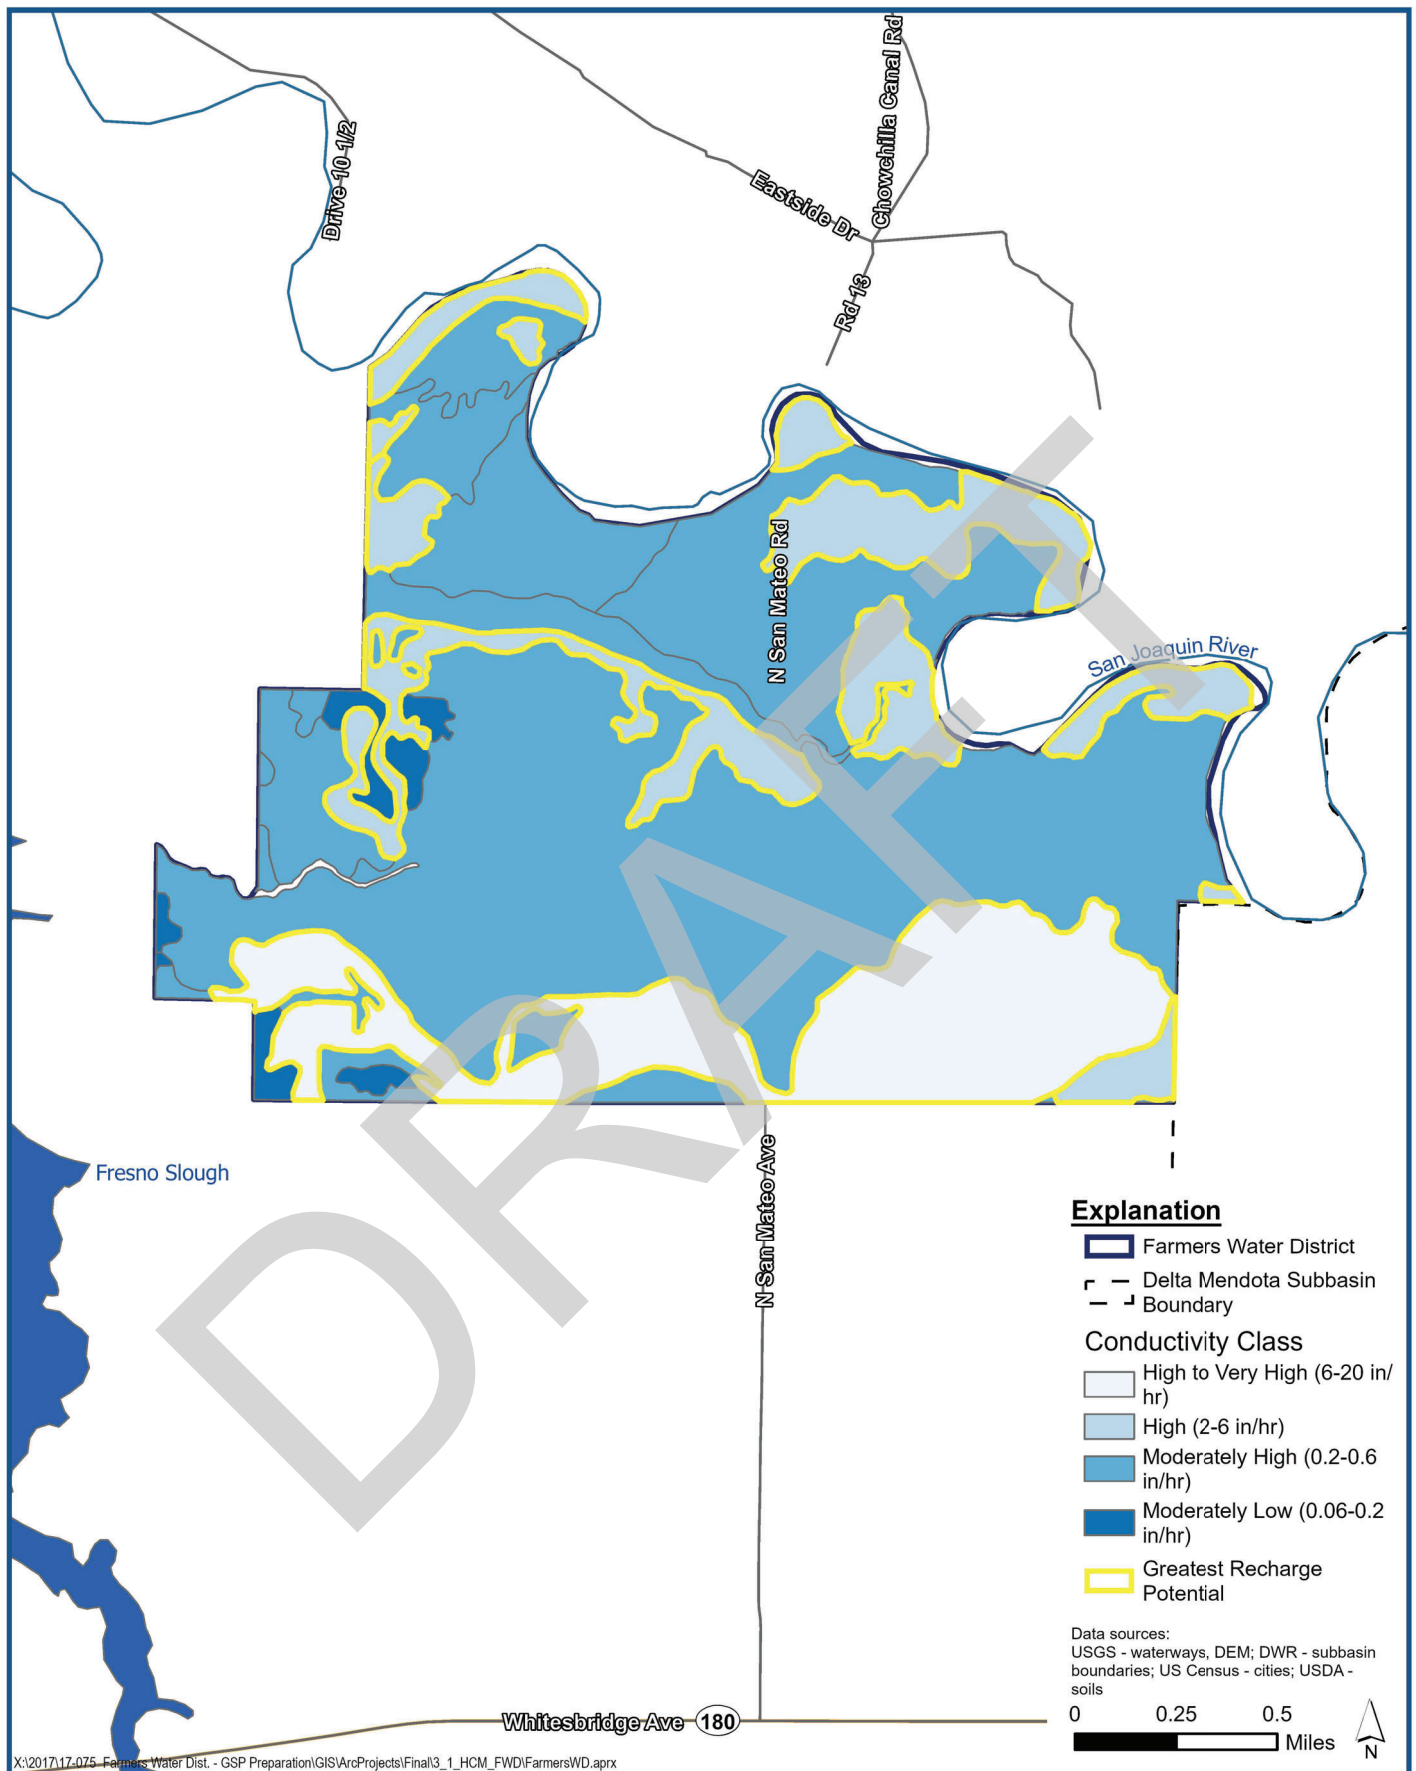 Chowchilla Canal Rd
Drive 10 1/2
Eastside Dr
Rd 13
N San Mateo Rd
San Joaquin River
DRAFT
Fresno Slough
N San Mateo Ave
Explanation
Farmers Water District
Delta Mendota Subbasin
Boundary
Conductivity Class
High to Very High (6-20 in/
hr)
High (2-6 in/hr)
Moderately High (0.2-0.6
in/hr)
Moderately Low (0.06-0.2
in/hr)
Greatest Recharge
Potential
Data sources:
USGS - waterways, DEM; DWR - subbasin
boundaries; US Census - cities; USDA -
soils
0 0.25 0.5
Miles
N
Whitesbridge Ave 180
X:\2017\17-075 Farmers Water Dist. - GSP Preparation\GIS\ArcProjects\Final\3_1_HCM_FWD\FarmersWD.aprx